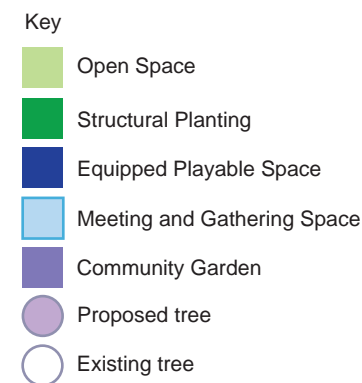 Key
Open Space
Structural Planting
Equipped Playable Space
Meeting and Gathering Space
Community Garden
Proposed tree
Existing tree